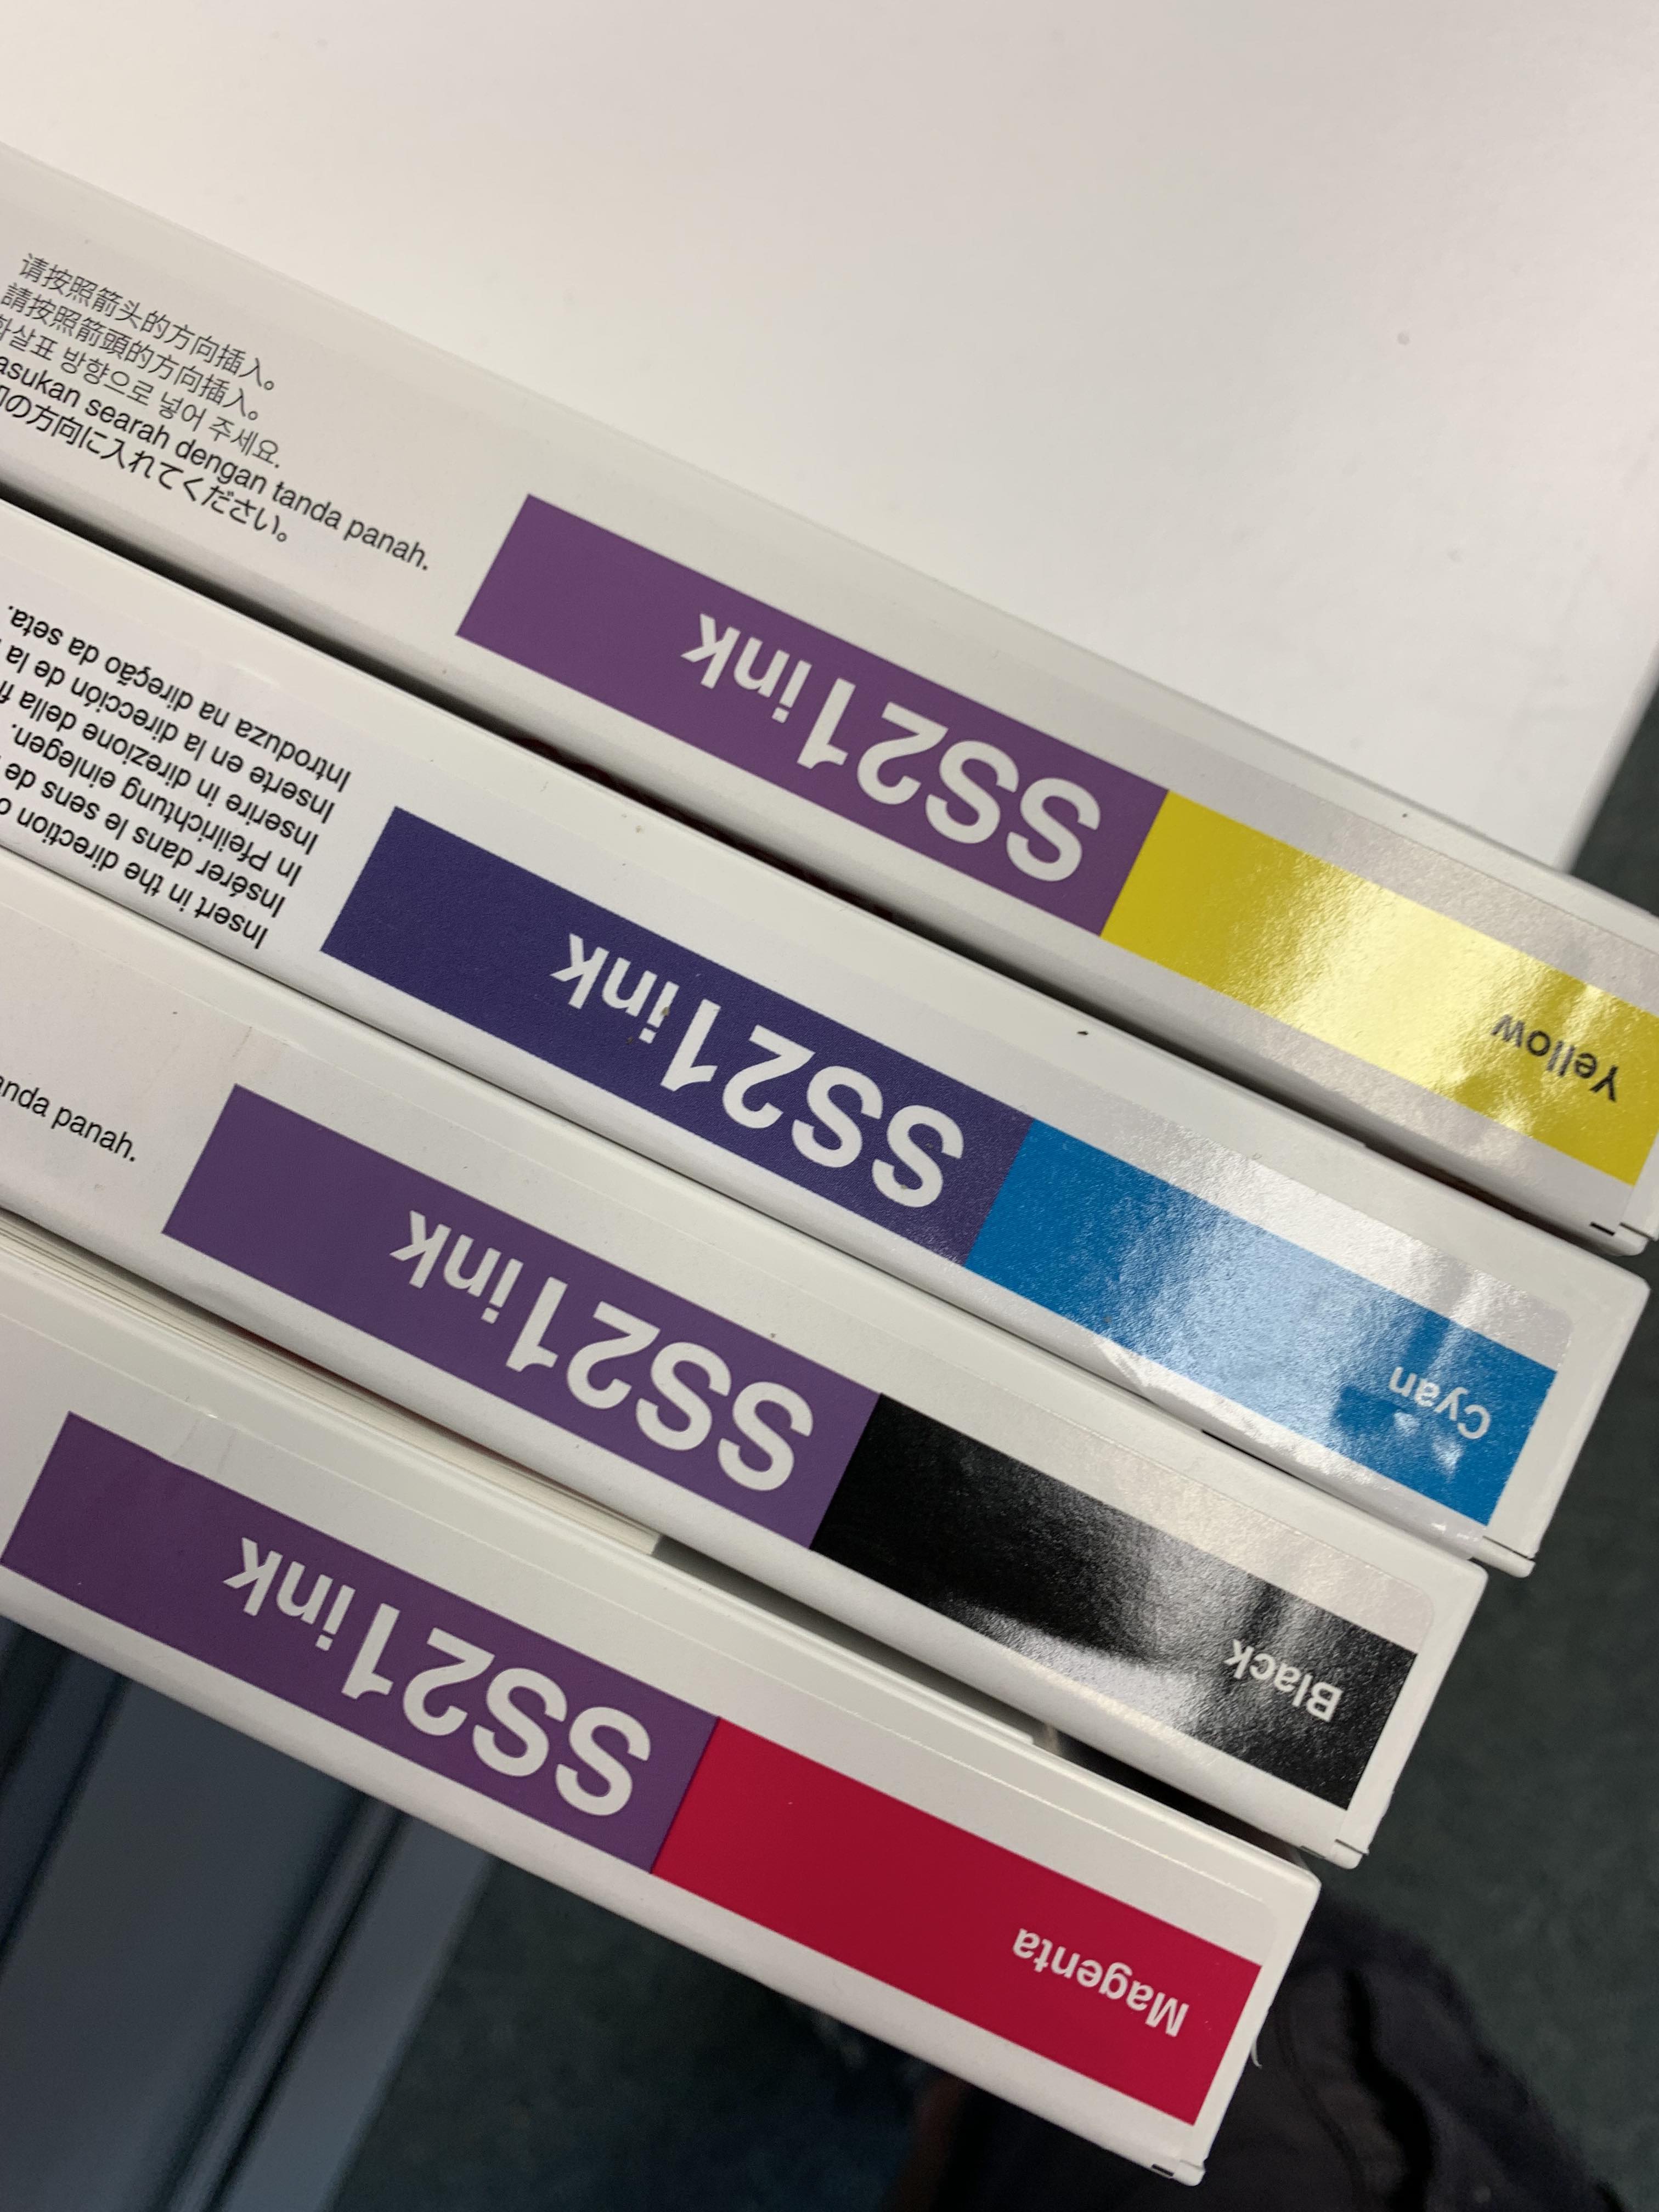 请按照箭头的方向插入。
請按照箭頭的方向插入。
화살표 방향으로 넣어 주세요.
searah dengan tanda panah.
の方向に入れてください。
SS21 ink
Yellow
Insert in the direction
Insérer dans le sens de
In Pfeilrichtung einlegen.
Inserire in direzione della
Inserte en la dirección de la
Introduza na direção da seta.
SS21 ink
Cyan
panah.
SS21 ink
Black
SS21 ink
Magenta